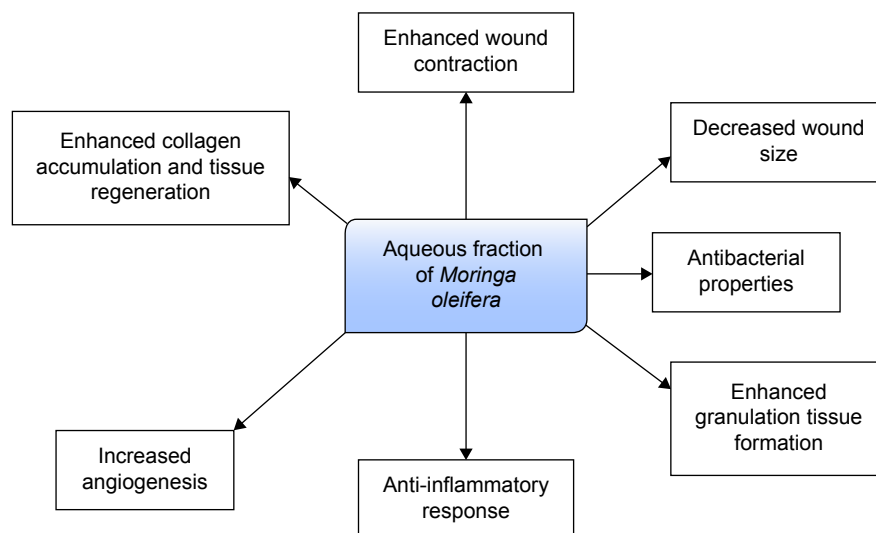 Enhanced wound
contraction
Decreased wound
size
Enhanced collagen
accumulation and tissue
regeneration
Aqueous fraction
of Moringa
oleifera
Antibacterial
properties
Enhanced
granulation tissue
formation
Increased
angiogenesis
Anti-inflammatory
response